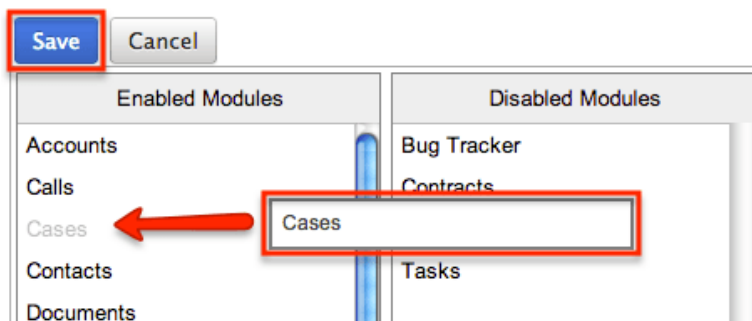 Save Cancel
Enabled Modules Disabled Modules
Accounts Bug Tracker
Calls Contracts
Cases Cases
Contacts Tasks
Documents